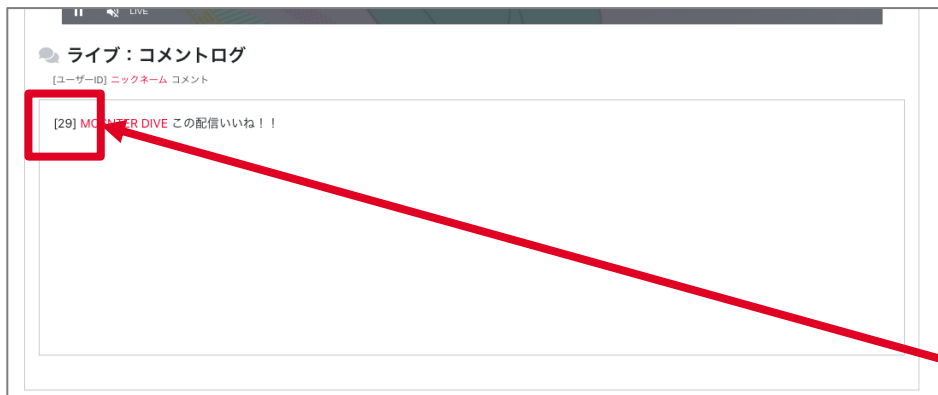 LIVE
ライブ：コメントログ
[ユーザーID] ニックネーム コメント
[29] MOSNTER DIVE この配信いいね！！